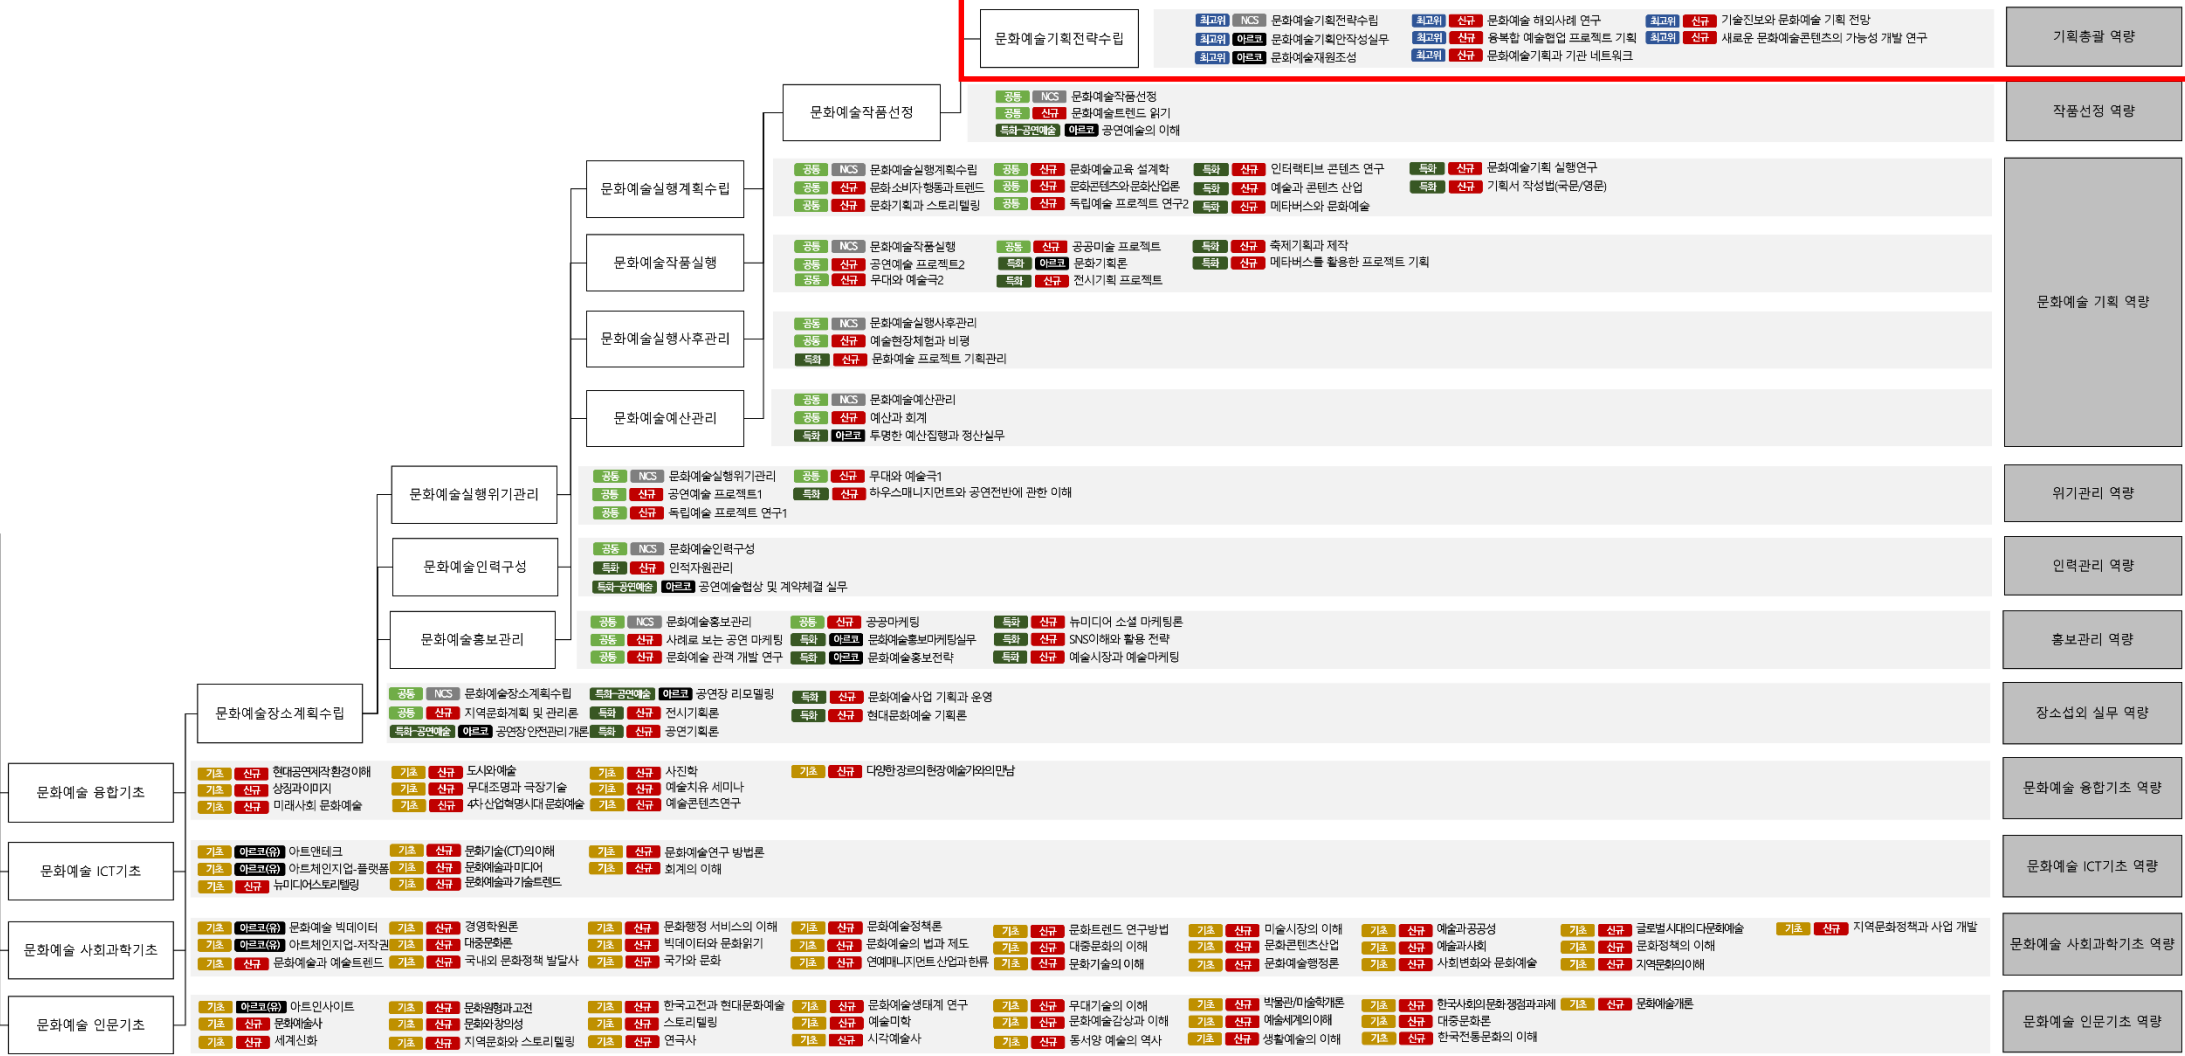 문화예술기획전략수립
최고위 NCS 문화예술기획전략수립 최고위 신규 문화예술 해외사례 연구 최고위 신규 기술진보와 문화예술 기획 전망
최고위 아르코 문화예술기획안작성실무 최고위 신규 융복합 예술협업 프로젝트 기획 최고위 신규 새로운 문화예술콘텐츠의 가능성 개발 연구
최고위 아르코 문화예술재원조성 최고위 신규 문화예술기획과 기관 네트워크
기획총괄 역량
문화예술작품선정
공통 NCS 문화예술작품선정
공통 신규 문화예술트렌드 읽기
특화-공연예술 아르코 공연예술의 이해
작품선정 역량
문화예술실행계획수립
공통 NCS 문화예술실행계획수립 공통 신규 문화예술교육 설계학 특화 신규 인터랙티브 콘텐츠 연구 특화 신규 문화예술기획 실행연구
공통 신규 문화소비자 행동과 트렌드 공통 신규 문화콘텐츠와 문화산업론 특화 신규 예술과 콘텐츠 산업 특화 신규 기획서 작성법(국문/영문)
공통 신규 문화기획과 스토리텔링 공통 신규 독립예술 프로젝트 연구2 특화 신규 메타버스와 문화예술
문화예술작품실행
공통 NCS 문화예술작품실행 공통 신규 공공미술 프로젝트 특화 신규 축제기획과 제작
공통 신규 공연예술 프로젝트2 특화 아르코 문화기획론 특화 신규 메타버스를 활용한 프로젝트 기획
공통 신규 무대와 예술극2 특화 신규 전시기획 프로젝트
문화예술 기획 역량
문화예술실행사후관리
공통 NCS 문화예술실행사후관리
공통 신규 예술현장체험과 비평
특화 신규 문화예술 프로젝트 기획관리
문화예술예산관리
공통 NCS 문화예술예산관리
공통 신규 예산과 회계
특화 아르코 투명한 예산집행과 정산실무
문화예술실행위기관리
공통 NCS 문화예술실행위기관리 공통 신규 무대와 예술극1
공통 신규 공연예술 프로젝트1 특화 신규 하우스매니지먼트와 공연전반에 관한 이해
공통 신규 독립예술 프로젝트 연구1
위기관리 역량
문화예술인력구성
공통 NCS 문화예술인력구성
특화 신규 인적자원관리
특화-공연예술 아르코 공연예술협상 및 계약체결 실무
인력관리 역량
문화예술홍보관리
공통 NCS 문화예술홍보관리 공통 신규 공공마케팅 특화 신규 뉴미디어 소셜 마케팅론
공통 신규 사례로 보는 공연 마케팅 특화 아르코 문화예술홍보마케팅실무 특화 신규 SNS이해와 활용 전략
공통 신규 문화예술 관객 개발 연구 특화 아르코 문화예술홍보전략 특화 신규 예술시장과 예술마케팅
홍보관리 역량
문화예술장소계획수립
공통 NCS 문화예술장소계획수립 특화-공연예술 아르코 공연장 리모델링 특화 신규 문화예술사업 기획과 운영
공통 신규 지역문화계획 및 관리론 특화 신규 전시기획론 특화 신규 현대문화예술 기획론
특화-공연예술 아르코 공연장 안전관리 개론 특화 신규 공연기획론
장소섭외 실무 역량
문화예술 융합기초
기초 신규 현대공연제작 환경이해 기초 신규 도시와 예술 기초 신규 사진학 기초 신규 다양한 장르의 현장 예술가와의 만남
기초 신규 상징과 이미지 기초 신규 무대조명과 극장기술 기초 신규 예술치유 세미나
기초 신규 미래사회 문화예술 기초 신규 4차 산업혁명시대 문화예술 기초 신규 예술콘텐츠연구
문화예술 융합기초 역량
문화예술 ICT기초
기초 아르코(유) 아트앤테크 기초 신규 문화기술(CT)의 이해 기초 신규 문화예술연구 방법론
기초 아르코(유) 아트체인지업-플랫폼 기초 신규 문화예술과 미디어 기초 신규 회계의 이해
기초 신규 뉴미디어스토리텔링 기초 신규 문화예술과 기술트렌드
문화예술 ICT기초 역량
문화예술 사회과학기초
기초 아르코(유) 문화예술 빅데이터 기초 신규 경영학원론 기초 신규 문화행정 서비스의 이해 기초 신규 문화예술정책론 기초 신규 문화트렌드 연구방법 기초 신규 미술시장의 이해 기초 신규 예술과 공공성 기초 신규 글로벌 시대의 다문화예술 기초 신규 지역문화정책과 사업 개발
기초 아르코(유) 아트체인지업-저작권 기초 신규 대중문화론 기초 신규 빅데이터와 문화읽기 기초 신규 문화예술의 법과 제도 기초 신규 대중문화의 이해 기초 신규 문화콘텐츠산업 기초 신규 예술과 사회 기초 신규 문화정책의 이해
기초 신규 문화예술과 예술트렌드 기초 신규 국내외 문화정책 발달사 기초 신규 국가와 문화 기초 신규 연예매니지먼트 산업과 한류 기초 신규 문화기술의 이해 기초 신규 문화예술행정론 기초 신규 사회변화와 문화예술 기초 신규 지역문화의 이해
문화예술 사회과학기초 역량
문화예술 인문기초
기초 아르코(유) 아트인사이트 기초 신규 문화원형과 고전 기초 신규 한국고전과 현대문화예술 기초 신규 문화예술생태계 연구 기초 신규 무대기술의 이해 기초 신규 박물관/미술학개론 기초 신규 한국사회의 문화 쟁점과 과제 기초 신규 문화예술개론
기초 신규 문화예술사 기초 신규 문화와 창의성 기초 신규 스토리텔링 기초 신규 예술미학 기초 신규 문화예술감상과 이해 기초 신규 예술세계의 이해 기초 신규 대중문화론
기초 신규 세계신화 기초 신규 지역문화와 스토리텔링 기초 신규 연극사 기초 신규 시각예술사 기초 신규 동서양 예술의 역사 기초 신규 생활예술의 이해 기초 신규 한국전통문화의 이해
문화예술 인문기초 역량